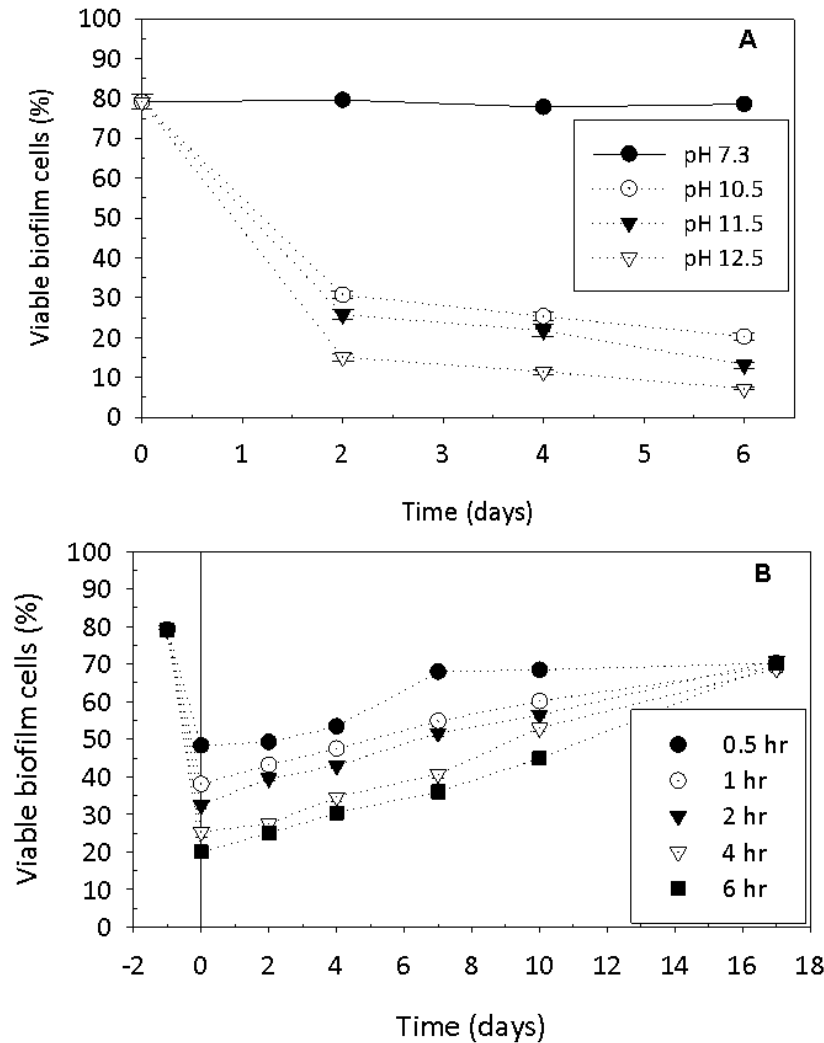 A
Viable biofilm cells (%)
100
90
80
70
60
50
40
30
20
10
0
pH 7.3
pH 10.5
pH 11.5
pH 12.5
0 1 2 3 4 5 6
Time (days)
B
Viable biofilm cells (%)
100
90
80
70
60
50
40
30
20
10
0
0.5 hr
1 hr
2 hr
4 hr
6 hr
-2 0 2 4 6 8 10 12 14 16 18
Time (days)